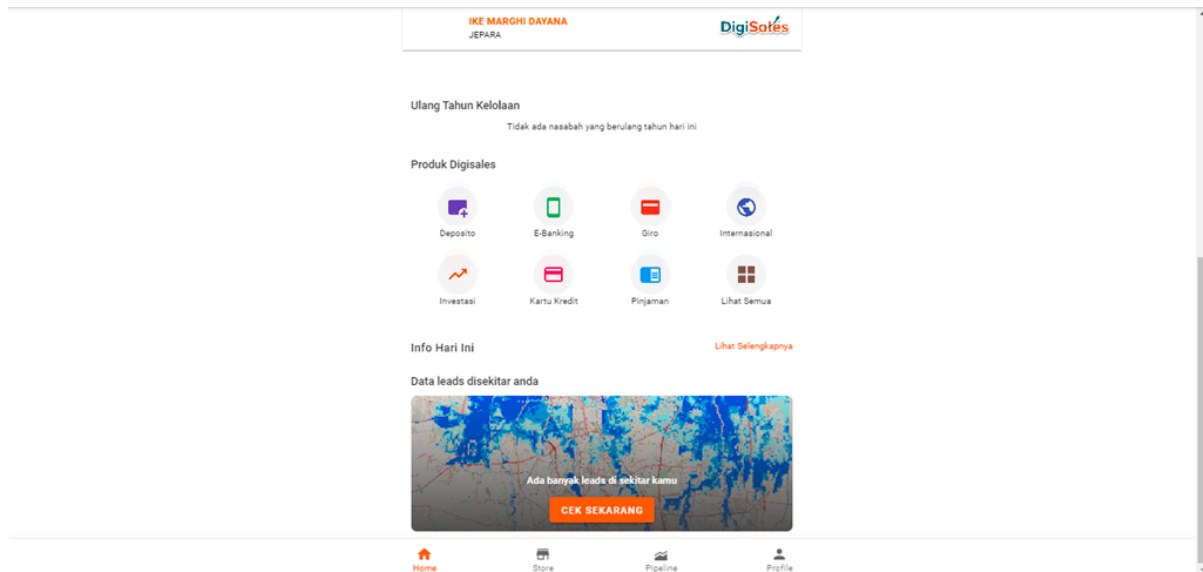 IKE MARGHI DAYANA
JEPARA
DigiSales
Ulang Tahun Kelolaan
Tidak ada nasabah yang berulang tahun hari ini
Produk Digisales
Deposito E-Banking Giro Internasional
Investasi Kartu Kredit Pinjaman Lihat Semua
Info Hari Ini Lihat Selengkapnya
Data leads disekitar anda
Ada banyak leads di sekitar kamu
CEK SEKARANG
Home Store Pipeline Profile